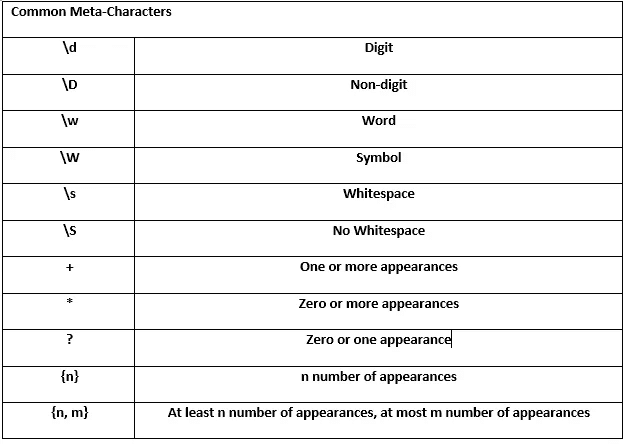 Common Meta-Characters
\d Digit
\D Non-digit
\w Word
\W Symbol
\s Whitespace
\S No Whitespace
+ One or more appearances
* Zero or more appearances
? Zero or one appearance
{n} n number of appearances
{n, m} At least n number of appearances, at most m number of appearances